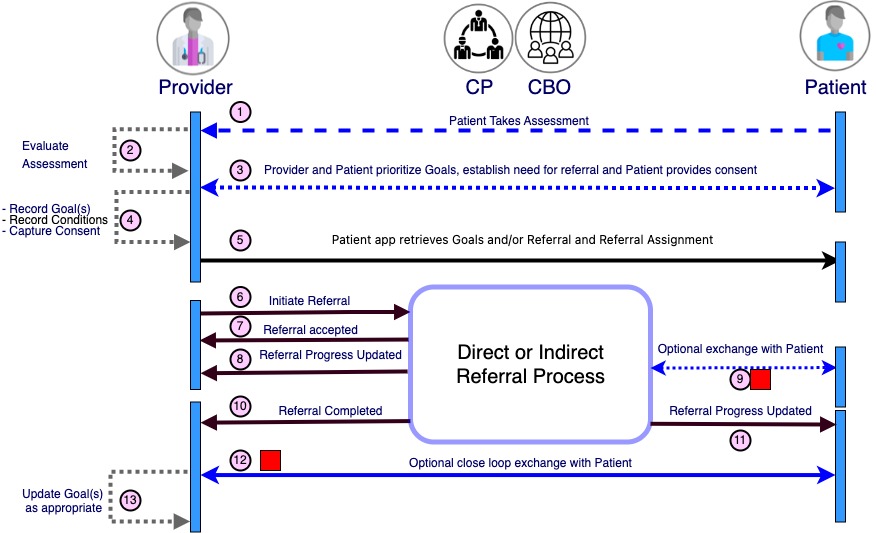 Provider
CP
CBO
Patient
1
Patient Takes Assessment
Evaluate
Assessment
2
3
Provider and Patient prioritize Goals, establish need for referral and Patient provides consent
- Record Goal(s)
- Record Conditions
- Capture Consent
4
5
Patient app retrieves Goals and/or Referral and Referral Assignment
6
Initiate Referral
7
Referral accepted
8
Referral Progress Updated
Direct or Indirect
Referral Process
Optional exchange with Patient
9
10
Referral Completed
Referral Progress Updated
11
12
Optional close loop exchange with Patient
Update Goal(s)
as appropriate
13